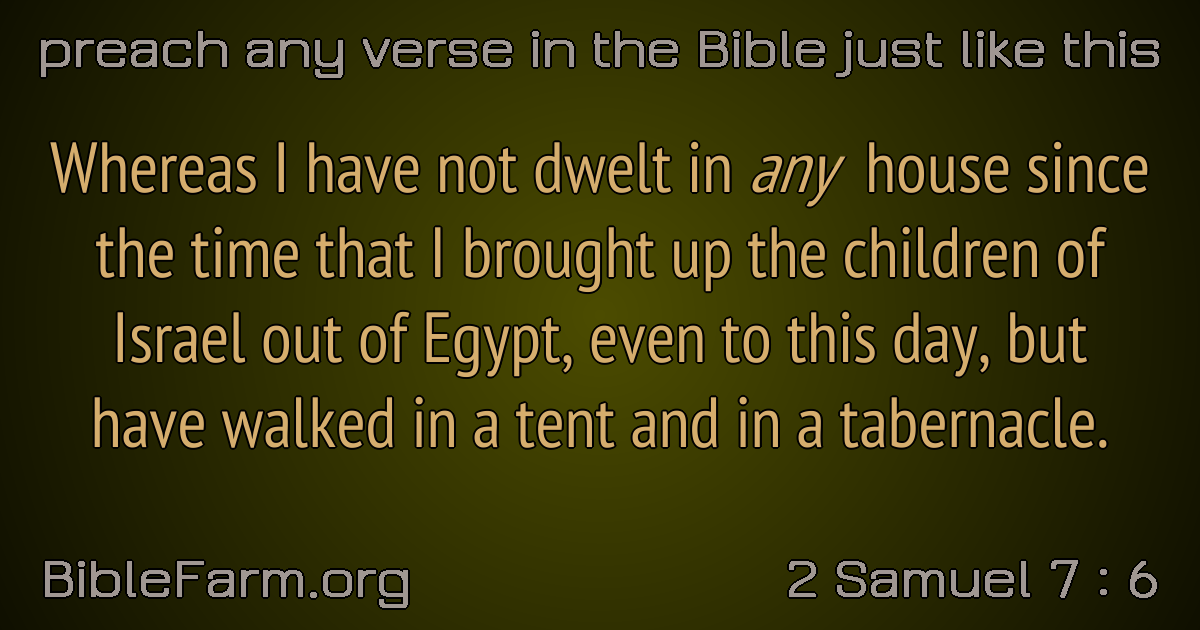 preach any verse in the Bible just like this
Whereas I have not dwelt in any house since
the time that I brought up the children of
Israel out of Egypt, even to this day, but
have walked in a tent and in a tabernacle.
BibleFarm.org
2 Samuel 7 : 6